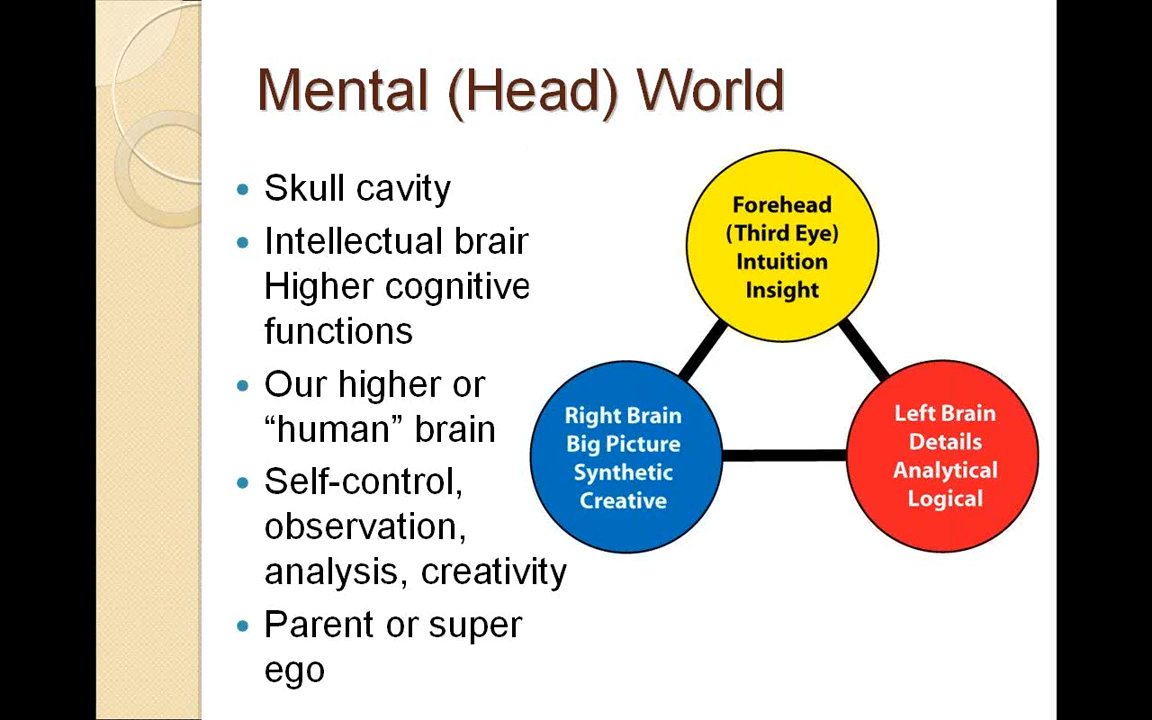 Mental (Head) World
• Skull cavity
• Intellectual brair
Higher cognitive
functions
• Our higher or
“human” brain
• Self-control,
observation,
analysis, creativity
• Parent or super
ego
Forehead
(Third Eye)
Intuition
Insight
Right Brain
Big Picture
Synthetic
Creative
Left Brain
Details
Analytical
Logical